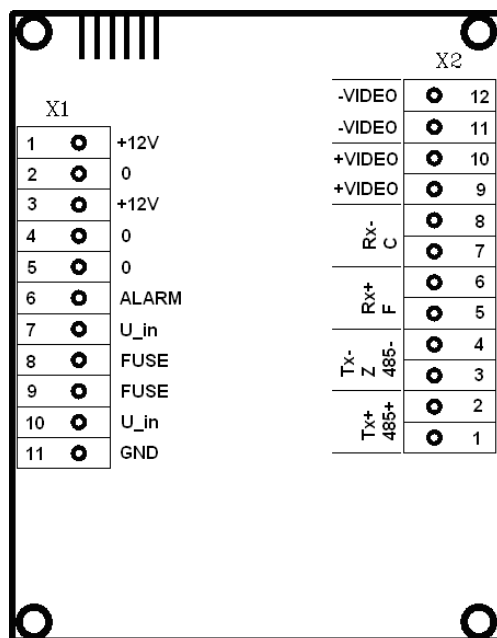 X1
1 +12V
2 0
3 +12V
4 0
5 0
6 ALARM
7 U_in
8 FUSE
9 FUSE
10 U_in
11 GND
X2
-VIDEO 12
-VIDEO 11
+VIDEO 10
+VIDEO 9
Rx-
C
8
7
Rx+
F
6
5
Tx-
Z
485-
4
3
Tx+
485+
2
1